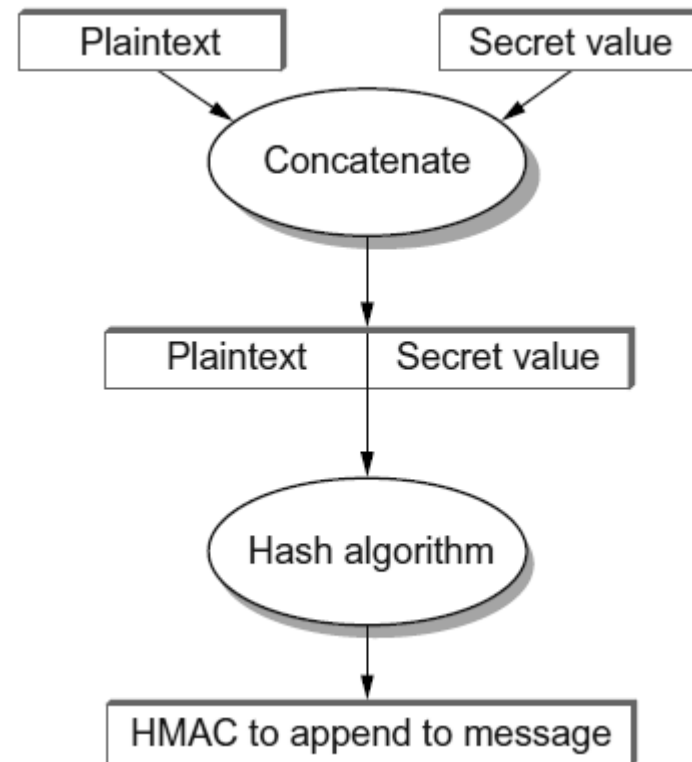 Plaintext
Secret value
Concatenate
Plaintext
Secret value
Hash algorithm
HMAC to append to message